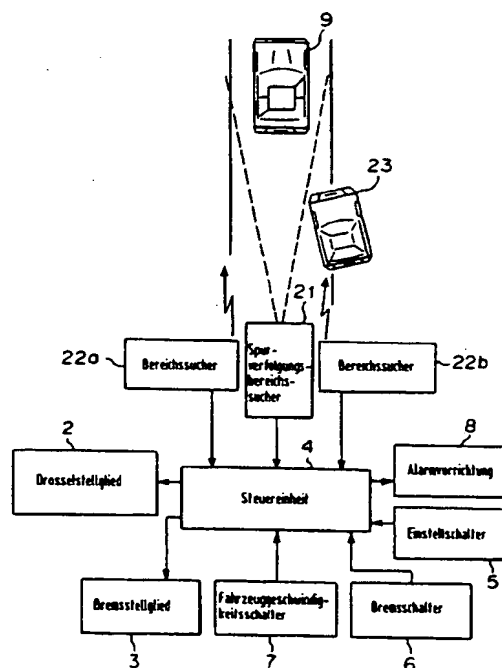 9
23
21
22a
Bereichssucher
Spur-
verfolgungs-
bereichs-
sucher
Bereichssucher
22b
2
4
8
Drosselstellglied
Steuereinheit
Alarmvorrichtung
Einstellschalter
5
Bremsstellglied
Fahrzeuggeschwindig-
keitsschalter
Bremsschalter
3
7
6